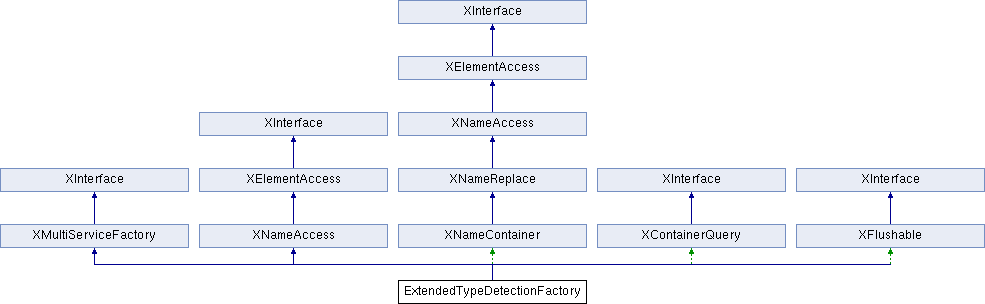 XInterface
XElementAccess
XInterface XNameAccess
XInterface XElementAccess XNameReplace XInterface XInterface
XMultiServiceFactory XNameAccess XNameContainer XContainerQuery XFlushable
ExtendedTypeDetectionFactory